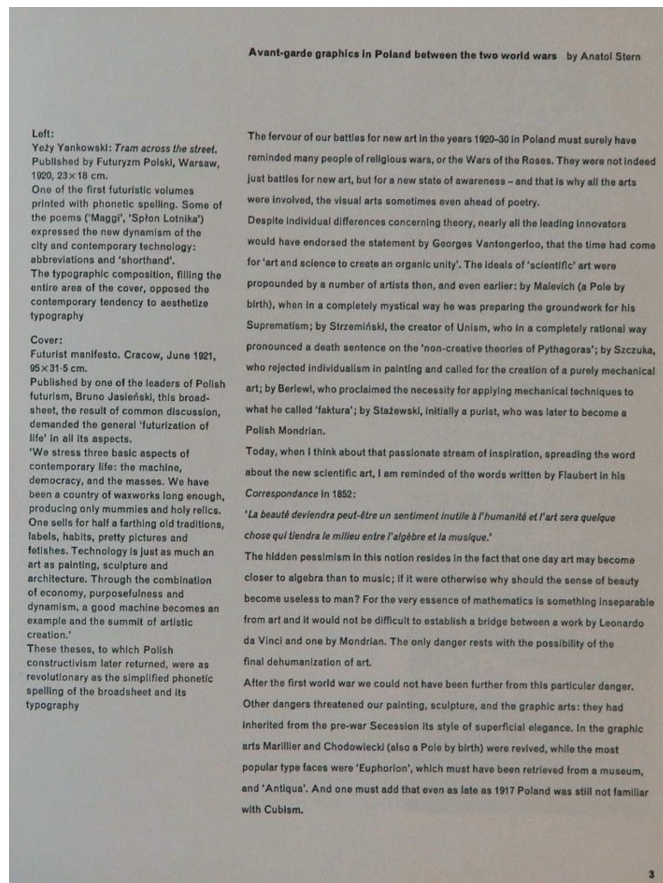 Avant-garde graphics in Poland between the two world wars by Anatol Stern
Left:
Yeży Yankowski: Tram across the street.
Published by Futuryzm Polski, Warsaw,
1920, 23×18 cm.
One of the first futuristic volumes
printed with phonetic spelling. Some of
the poems ('Maggi', 'Spłon Lotnika')
expressed the new dynamism of the
city and contemporary technology:
abbreviations and 'shorthand'.
The typographic composition, filling the
entire area of the cover, opposed the
contemporary tendency to aesthetize
typography
Cover:
Futurist manifesto. Cracow, June 1921,
95×31·5 cm.
Published by one of the leaders of Polish
futurism, Bruno Jasieński, this broad-
sheet, the result of common discussion,
demanded the general 'futurization of
life' in all its aspects.
'We stress three basic aspects of
contemporary life: the machine,
democracy, and the masses. We have
been a country of waxworks long enough,
producing only mummies and holy relics.
One sells for half a farthing old traditions,
labels, habits, pretty pictures and
fetishes. Technology is just as much an
art as painting, sculpture and
architecture. Through the combination
of economy, purposefulness and
dynamism, a good machine becomes an
example and the summit of artistic
creation.'
These theses, to which Polish
constructivism later returned, were as
revolutionary as the simplified phonetic
spelling of the broadsheet and its
typography
The fervour of our battles for new art in the years 1920–30 in Poland must surely have
reminded many people of religious wars, or the Wars of the Roses. They were not indeed
just battles for new art, but for a new state of awareness – and that is why all the arts
were involved, the visual arts sometimes even ahead of poetry.
Despite individual differences concerning theory, nearly all the leading innovators
would have endorsed the statement by Georges Vantongerloo, that the time had come
for 'art and science to create an organic unity'. The ideals of 'scientific' art were
propounded by a number of artists then, and even earlier: by Malevich (a Pole by
birth), when in a completely mystical way he was preparing the groundwork for his
Suprematism; by Strzemiński, the creator of Unism, who in a completely rational way
pronounced a death sentence on the 'non-creative theories of Pythagoras'; by Szczuka,
who rejected individualism in painting and called for the creation of a purely mechanical
art; by Berlewi, who proclaimed the necessity for applying mechanical techniques to
what he called 'faktura'; by Stażewski, initially a purist, who was later to become a
Polish Mondrian.
Today, when I think about that passionate stream of inspiration, spreading the word
about the new scientific art, I am reminded of the words written by Flaubert in his
Correspondance in 1852:
'La beauté deviendra peut-être un sentiment inutile à l'humanité et l'art sera quelque
chose qui tiendra le milieu entre l'algèbre et la musique.'
The hidden pessimism in this notion resides in the fact that one day art may become
closer to algebra than to music; if it were otherwise why should the sense of beauty
become useless to man? For the very essence of mathematics is something inseparable
from art and it would not be difficult to establish a bridge between a work by Leonardo
da Vinci and one by Mondrian. The only danger rests with the possibility of the
final dehumanization of art.
After the first world war we could not have been further from this particular danger.
Other dangers threatened our painting, sculpture, and the graphic arts: they had
inherited from the pre-war Secession its style of superficial elegance. In the graphic
arts Marillier and Chodowiecki (also a Pole by birth) were revived, while the most
popular type faces were 'Euphorion', which must have been retrieved from a museum,
and 'Antiqua'. And one must add that even as late as 1917 Poland was still not familiar
with Cubism.
3